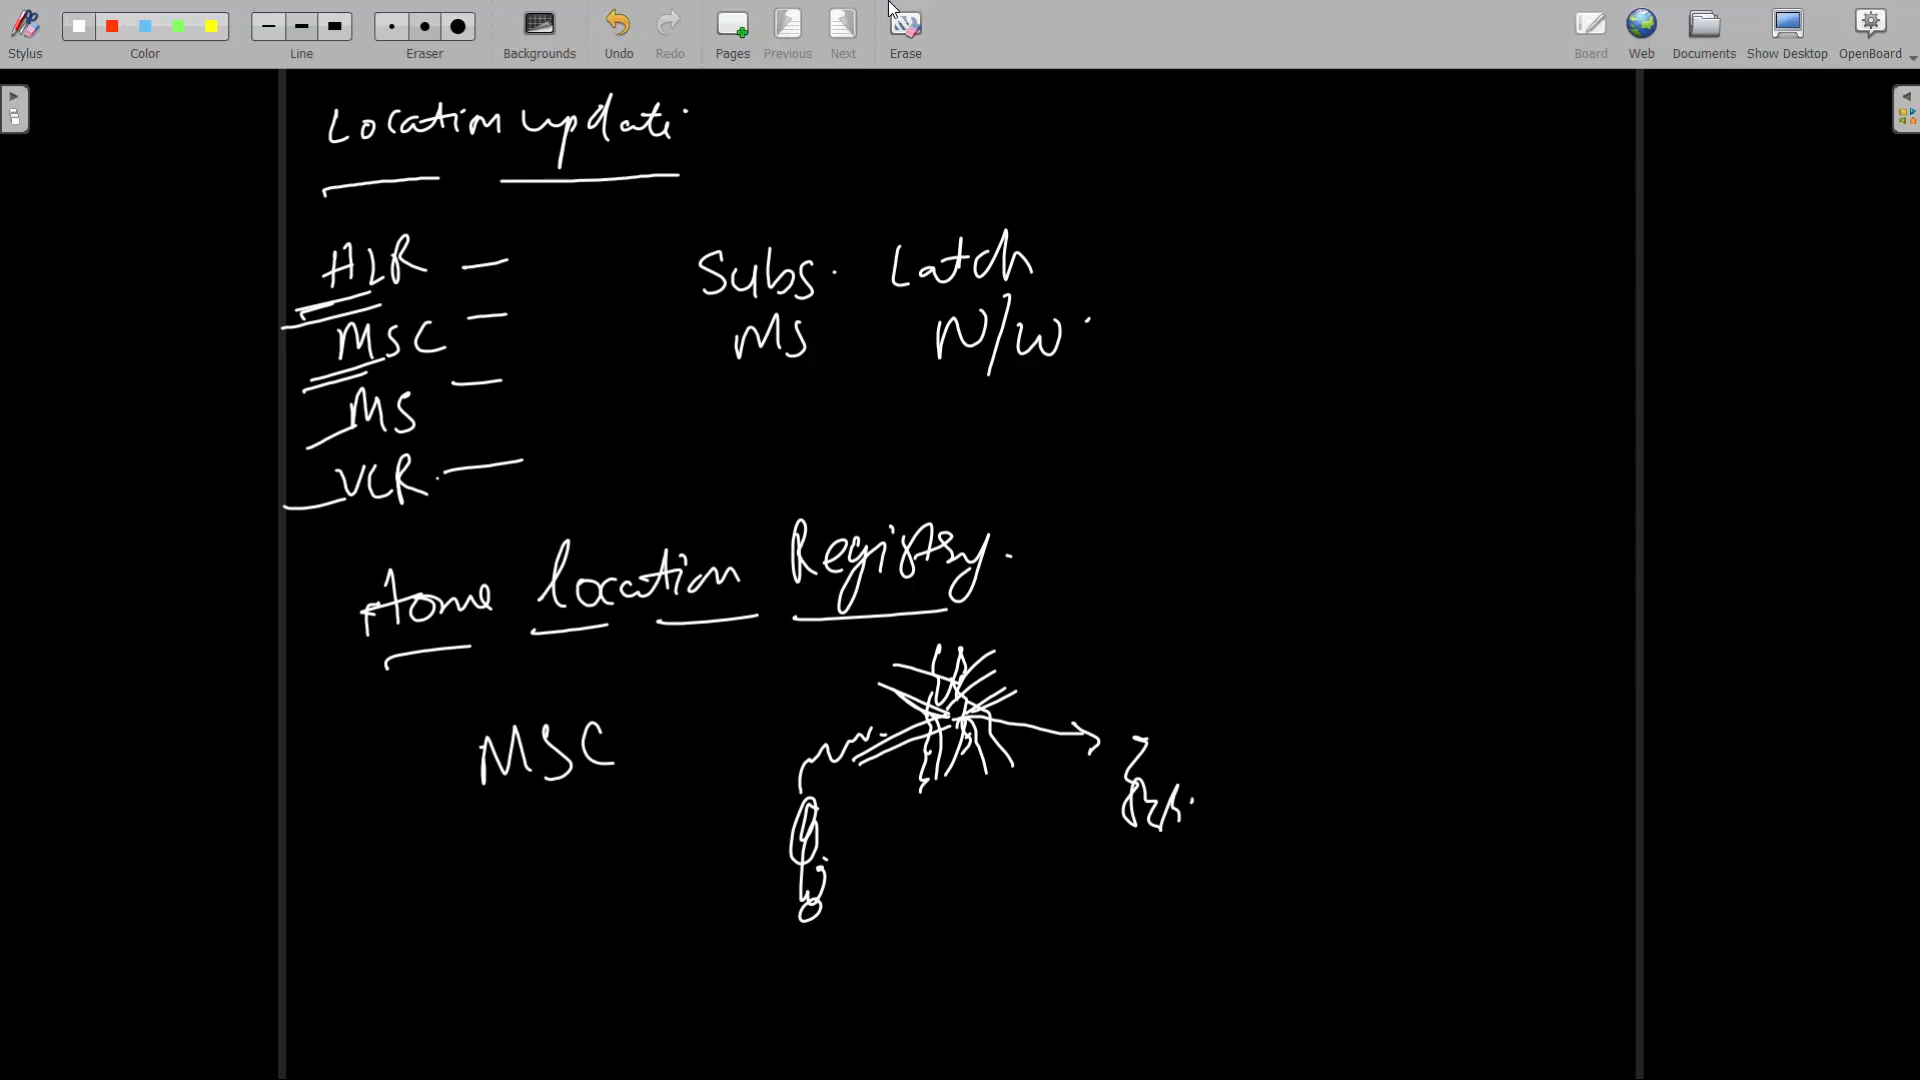 Stylus Color Line Eraser Backgrounds Undo Redo Pages Previous Next Erase Board Web Documents Show Desktop OpenBoard
Location update
HLR —
MSC —
MS —
VLR —
Subs. Latch
MS N/W
Home location Registry.
MSC